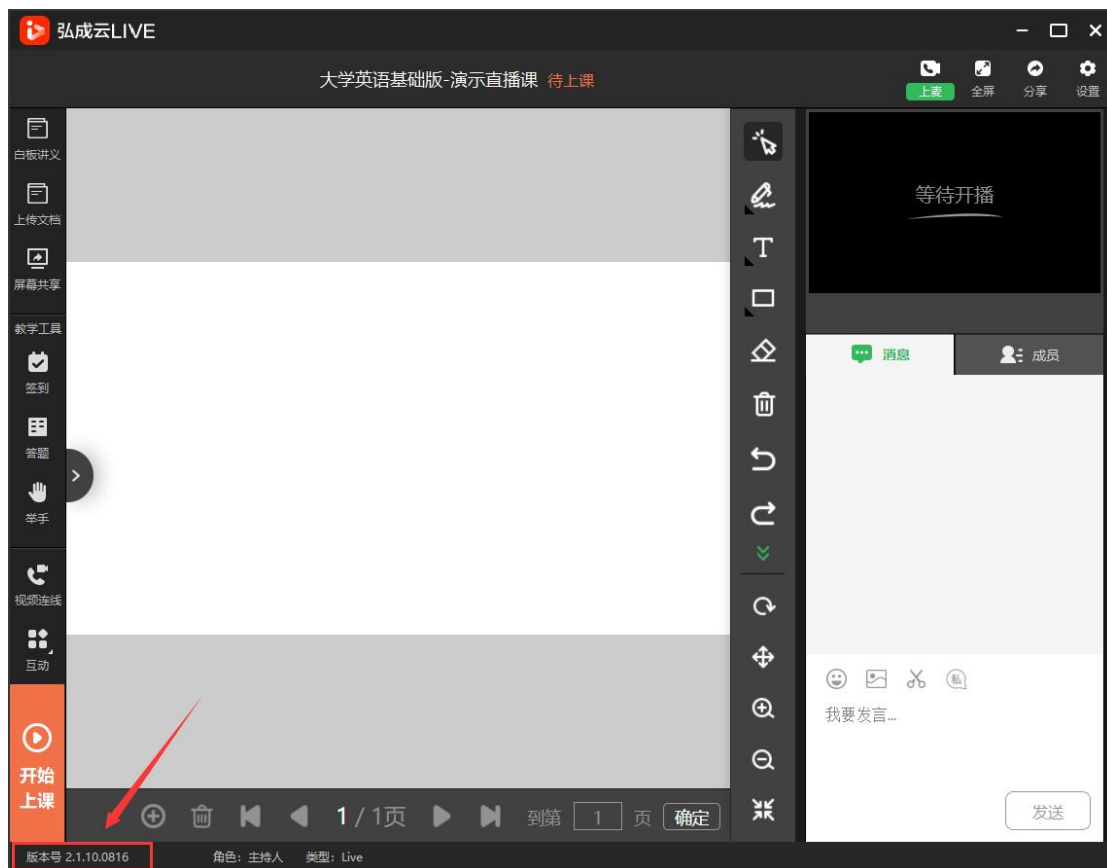 弘成云LIVE
大学英语基础版-演示直播课 待上课
上麦 全屏 分享 设置
白板讲义
上传文档
屏幕共享
教学工具
签到
答题
举手
视频连线
互动
开始
上课
等待开播
消息 成员
私
我要发言...
发送
1 / 1页 到第 1 页 确定
版本号 2.1.10.0816 角色: 主持人 类型: Live